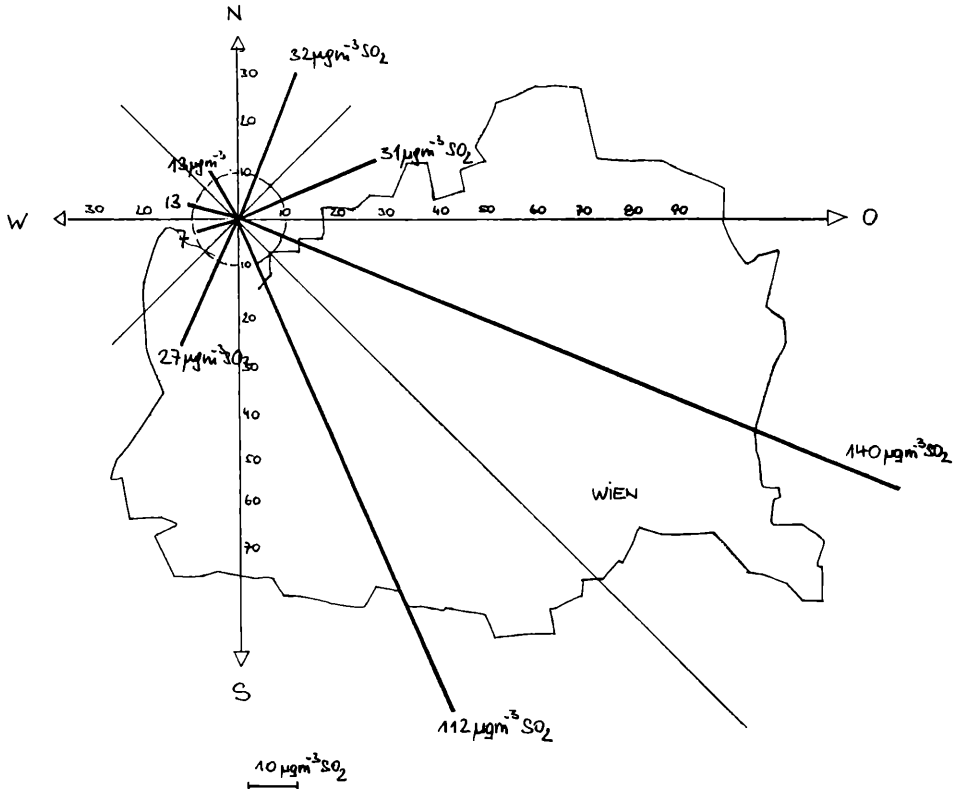 N
32 µgm⁻³ SO₂
30
20
13 µgm⁻³
10
31 µgm⁻³ SO₂
13
W 30 20 10 20 30 40 50 60 70 80 90 O
7
10
20
27 µgm⁻³ SO₂
30
40
140 µgm⁻³ SO₂
50
WIEN
60
70
S
112 µgm⁻³ SO₂
10 µgm⁻³ SO₂